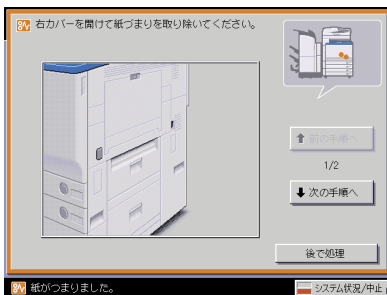 右カバーを開けて紙づまりを取り除いてください。
前の手順へ
1/2
次の手順へ
後で処理
紙がつまりました。
システム状況/中止